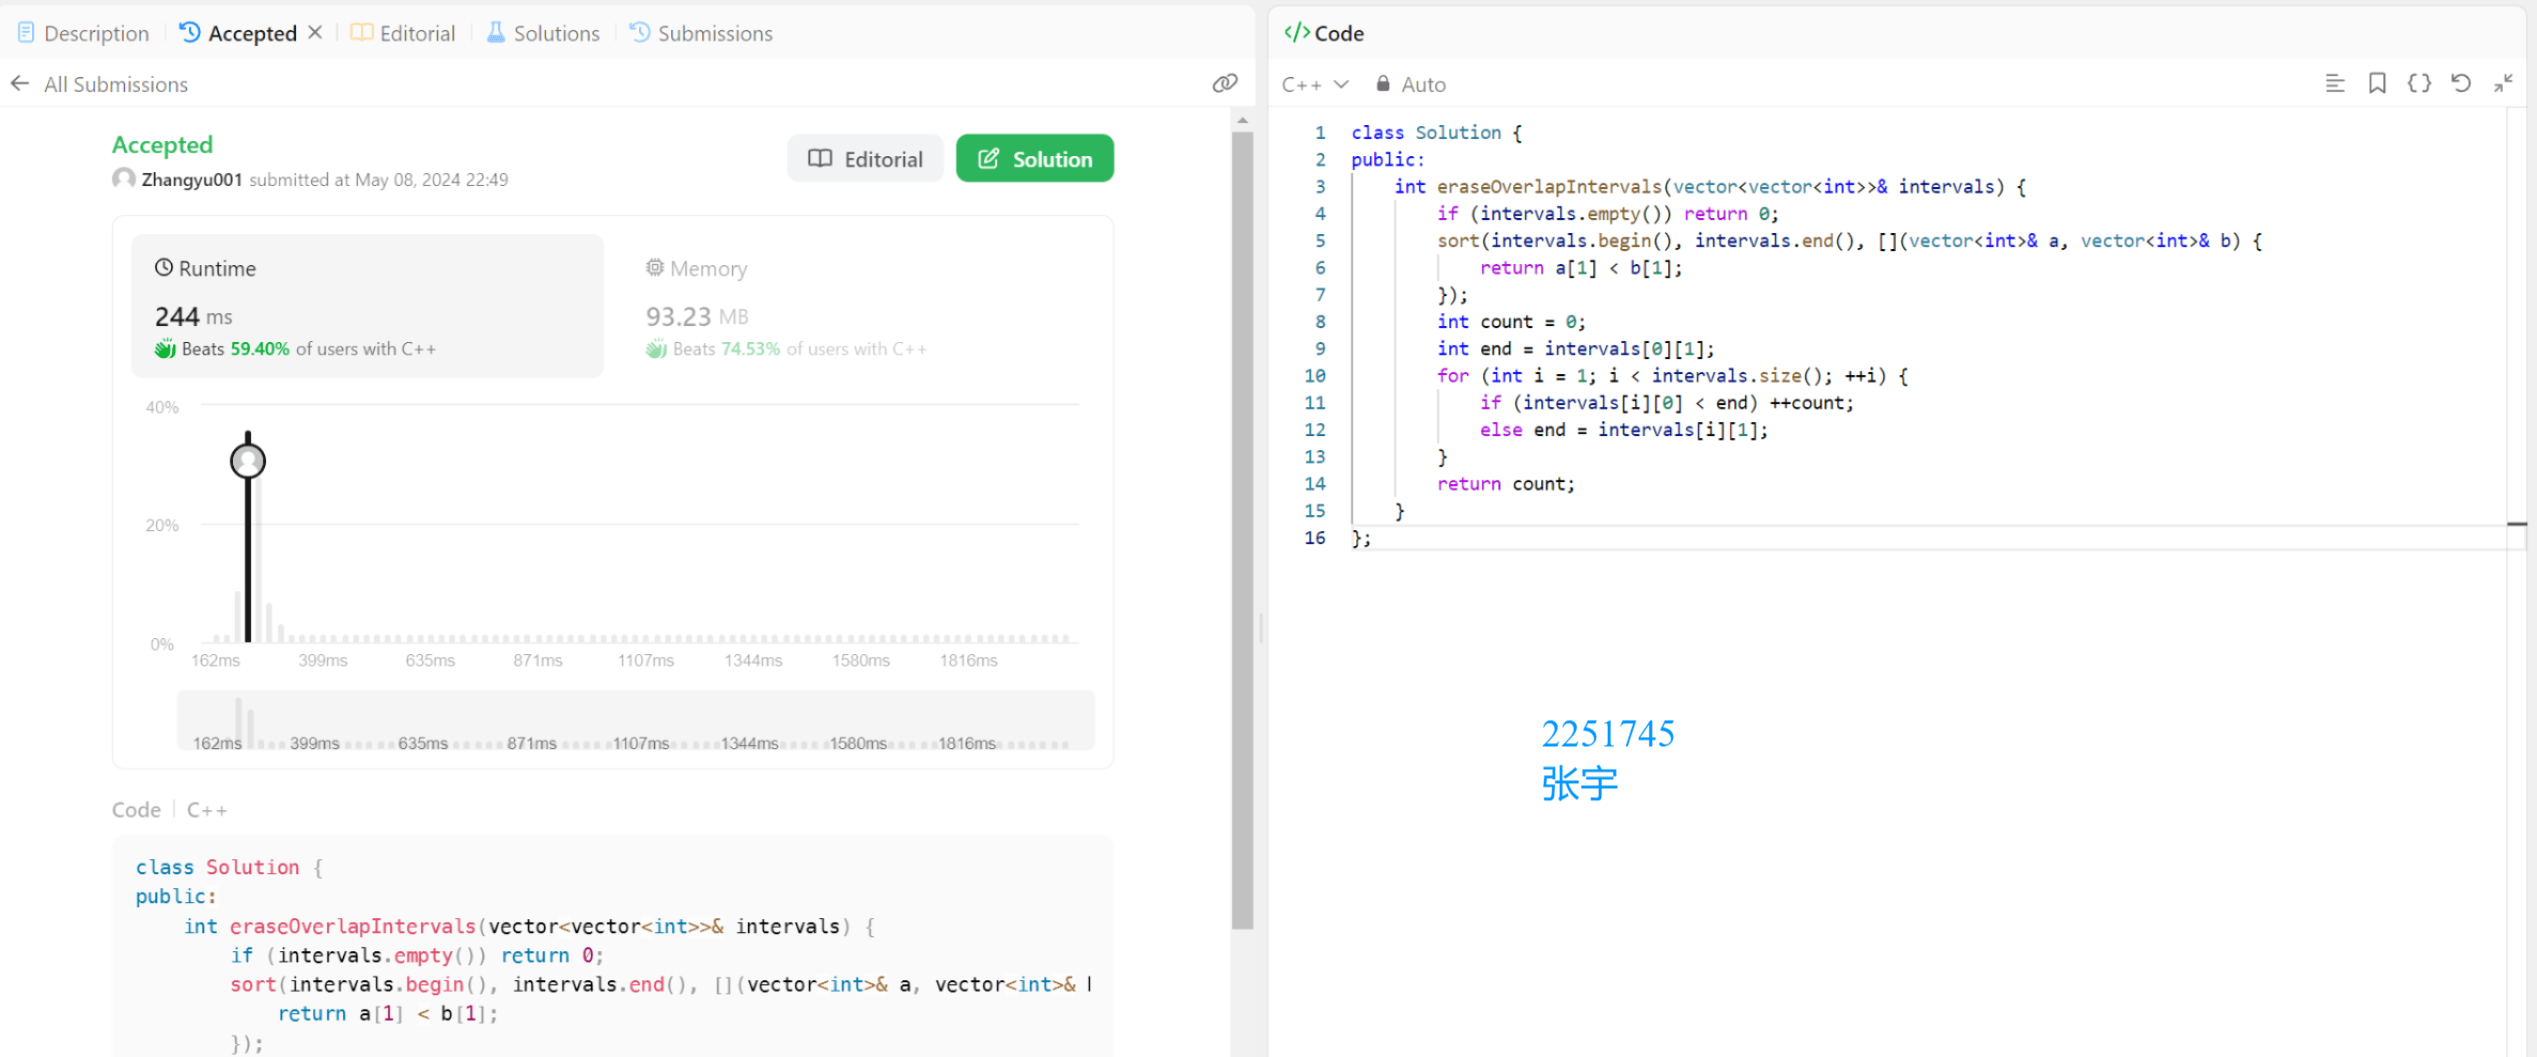 Description
Accepted
Editorial
Solutions
Submissions
All Submissions
Accepted
Zhangyu001 submitted at May 08, 2024 22:49
Editorial
Solution
Runtime
244 ms
Beats 59.40% of users with C++
Memory
93.23 MB
Beats 74.53% of users with C++
40%
20%
0%
162ms 399ms 635ms 871ms 1107ms 1344ms 1580ms 1816ms
162ms 399ms 635ms 871ms 1107ms 1344ms 1580ms 1816ms
Code | C++
class Solution {
public:
    int eraseOverlapIntervals(vector<vector<int>>& intervals) {
        if (intervals.empty()) return 0;
        sort(intervals.begin(), intervals.end(), [](vector<int>& a, vector<int>&
            return a[1] < b[1];
        });
</> Code
C++ Auto
1 class Solution {
2 public:
3     int eraseOverlapIntervals(vector<vector<int>>& intervals) {
4         if (intervals.empty()) return 0;
5         sort(intervals.begin(), intervals.end(), [](vector<int>& a, vector<int>& b) {
6             return a[1] < b[1];
7         });
8         int count = 0;
9         int end = intervals[0][1];
10         for (int i = 1; i < intervals.size(); ++i) {
11             if (intervals[i][0] < end) ++count;
12             else end = intervals[i][1];
13         }
14         return count;
15     }
16 };
2251745
张宇